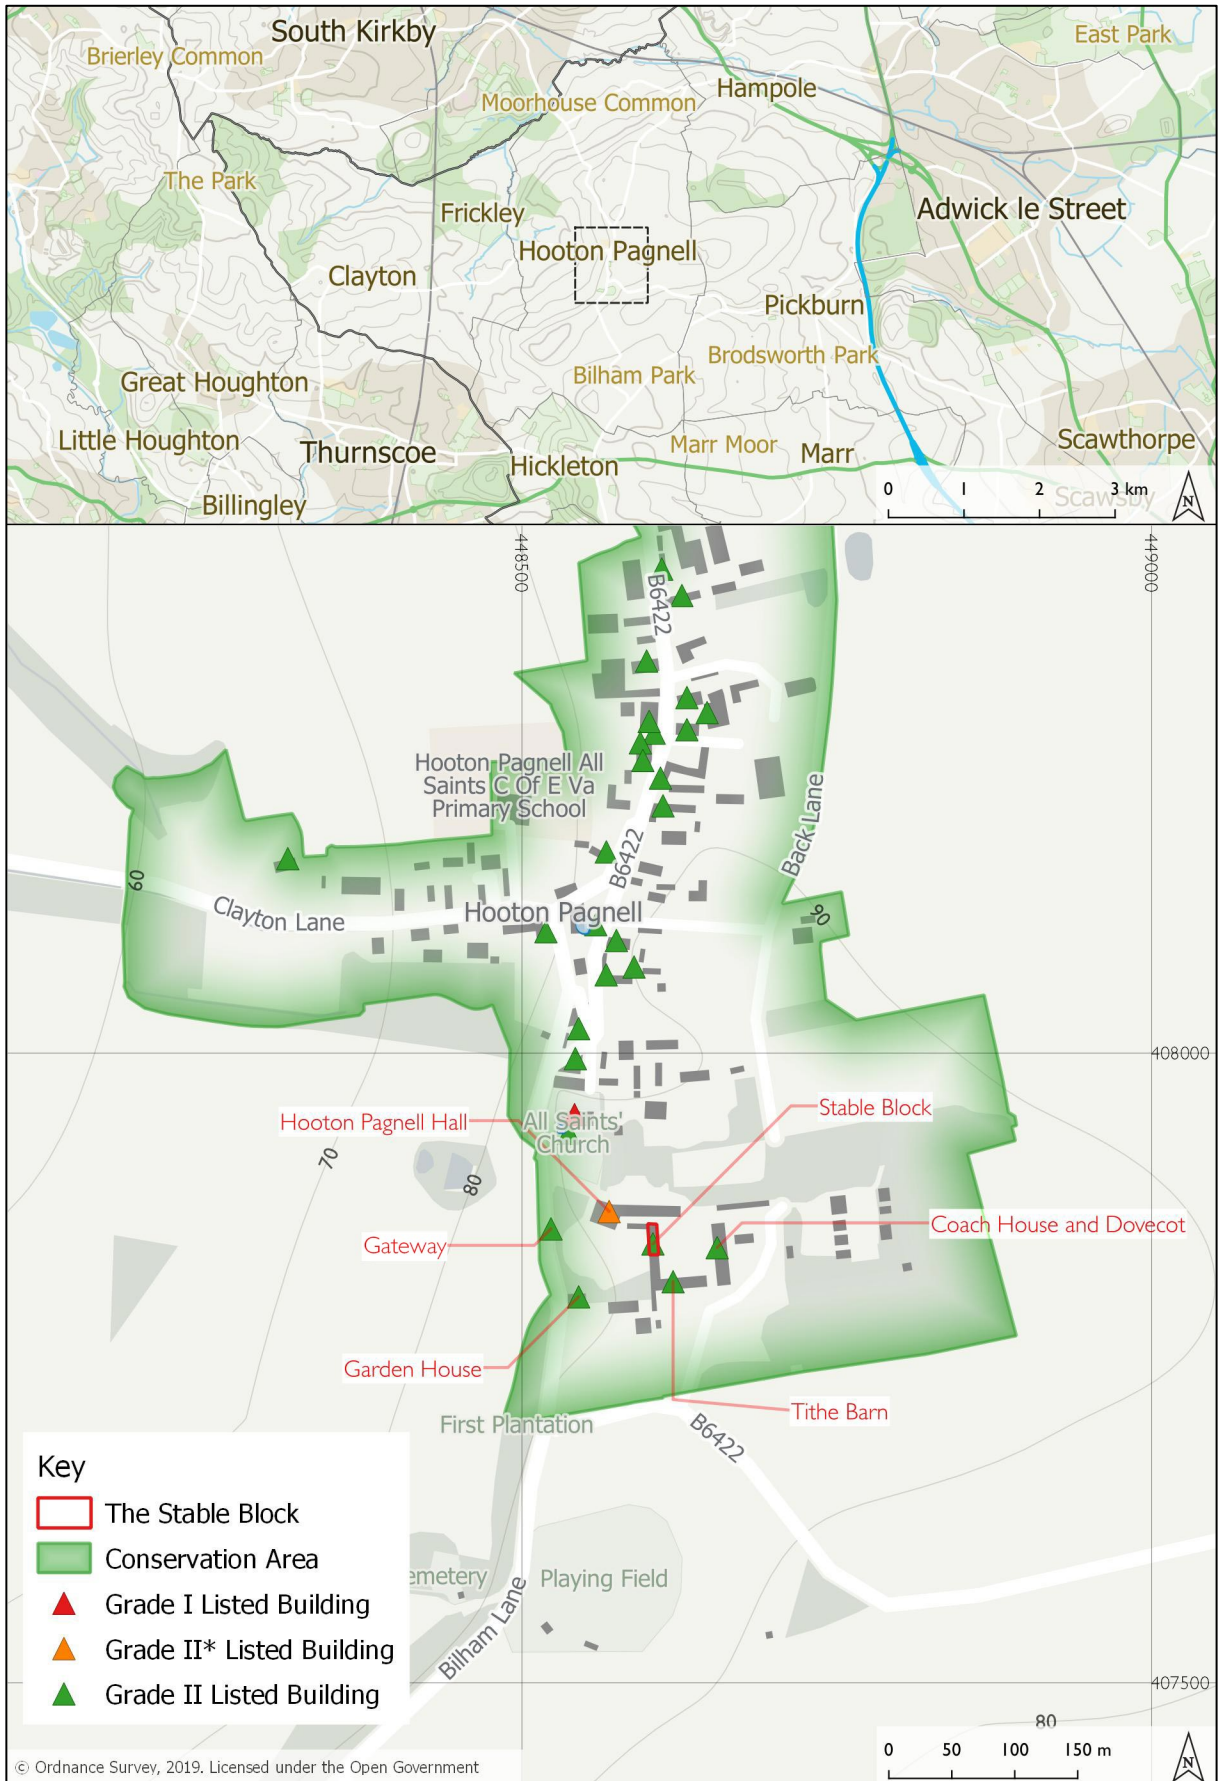 South Kirkby
East Park
Brierley Common
Hampole
Moorhouse Common
The Park
Adwick le Street
Frickley
Hooton Pagnell
Clayton
Pickburn
Brodsworth Park
Bilham Park
Great Houghton
Little Houghton
Scawthorpe
Marr Moor
Marr
Thurnscoe
Hickleton
0 1 2 3 km
Scawsby
N
Billingley
448500
449000
B6422
Hooton Pagnell All
Saints C Of E Va
Primary School
Back Lane
B6422
60
Clayton Lane
Hooton Pagnell
90
408000
Stable Block
Hooton Pagnell Hall
All Saints'
Church
70
80
Coach House and Dovecot
Gateway
Garden House
Tithe Barn
First Plantation
B6422
Key
The Stable Block
Conservation Area
Grade I Listed Building
Grade II* Listed Building
Grade II Listed Building
emetery
Playing Field
Bilham Lane
407500
80
0 50 100 150 m
N
© Ordnance Survey, 2019. Licensed under the Open Government